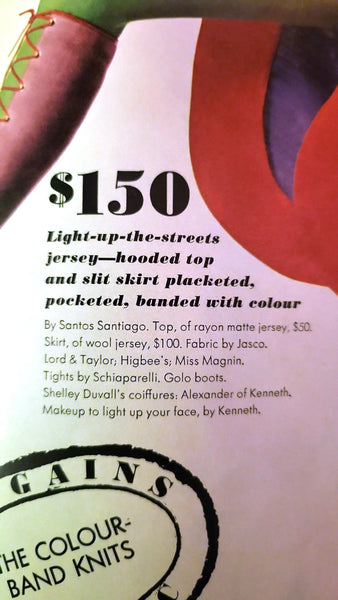 $150
Light-up-the-streets
jersey—hooded top
and slit skirt placketed,
pocketed, banded with colour
By Santos Santiago. Top, of rayon matte jersey, $50.
Skirt, of wool jersey, $100. Fabric by Jasco.
Lord & Taylor; Higbee's; Miss Magnin.
Tights by Schiaparelli. Golo boots.
Shelley Duvall's coiffures: Alexander of Kenneth.
Makeup to light up your face, by Kenneth.
GAINS
THE COLOUR-
BAND KNITS